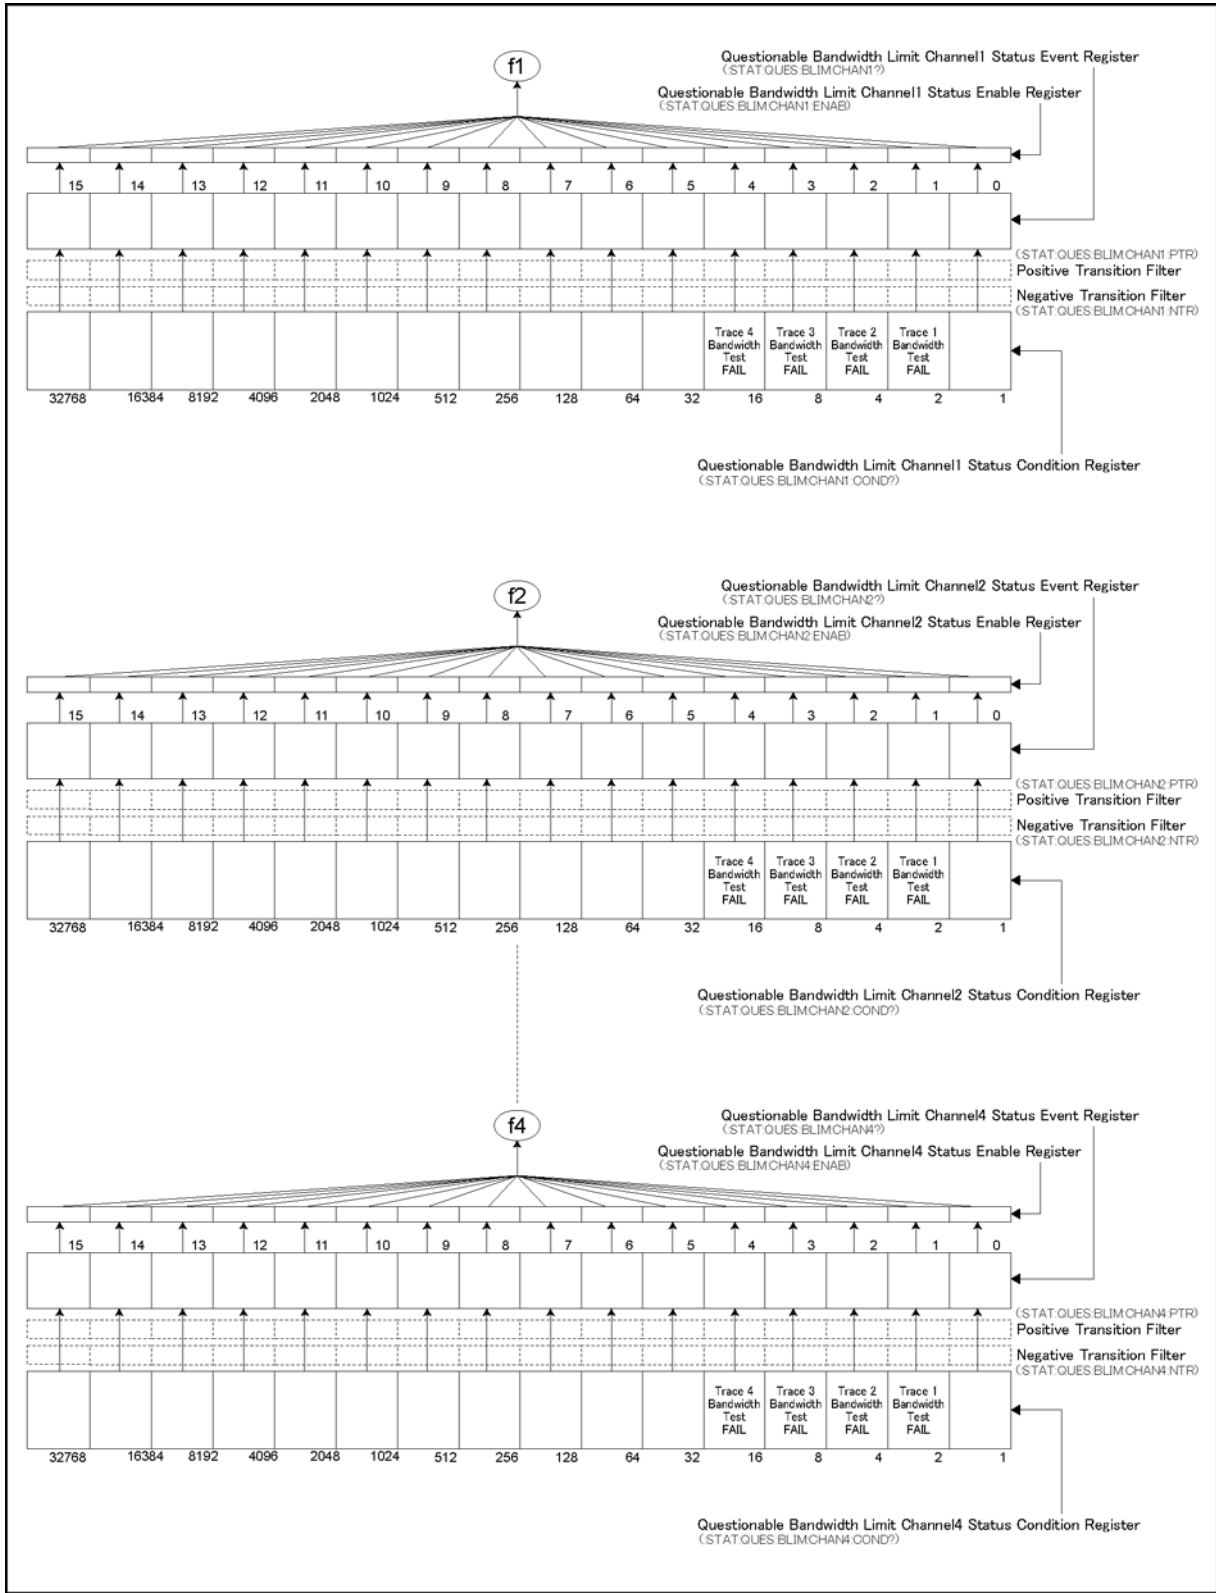 f1
Questionable Bandwidth Limit Channel1 Status Event Register
(:STAT:QUES:BLIM:CHAN1?)
Questionable Bandwidth Limit Channel1 Status Enable Register
(:STAT:QUES:BLIM:CHAN1:ENAB)
15 14 13 12 11 10 9 8 7 6 5 4 3 2 1 0
(:STAT:QUES:BLIM:CHAN1:PTR)
Positive Transition Filter
Negative Transition Filter
(:STAT:QUES:BLIM:CHAN1:NTR)
Trace 4 Trace 3 Trace 2 Trace 1
Bandwidth Bandwidth Bandwidth Bandwidth
Test Test Test Test
FAIL FAIL FAIL FAIL
32768 16384 8192 4096 2048 1024 512 256 128 64 32 16 8 4 2 1
Questionable Bandwidth Limit Channel1 Status Condition Register
(:STAT:QUES:BLIM:CHAN1:COND?)
f2
Questionable Bandwidth Limit Channel2 Status Event Register
(:STAT:QUES:BLIM:CHAN2?)
Questionable Bandwidth Limit Channel2 Status Enable Register
(:STAT:QUES:BLIM:CHAN2:ENAB)
15 14 13 12 11 10 9 8 7 6 5 4 3 2 1 0
(:STAT:QUES:BLIM:CHAN2:PTR)
Positive Transition Filter
Negative Transition Filter
(:STAT:QUES:BLIM:CHAN2:NTR)
Trace 4 Trace 3 Trace 2 Trace 1
Bandwidth Bandwidth Bandwidth Bandwidth
Test Test Test Test
FAIL FAIL FAIL FAIL
32768 16384 8192 4096 2048 1024 512 256 128 64 32 16 8 4 2 1
Questionable Bandwidth Limit Channel2 Status Condition Register
(:STAT:QUES:BLIM:CHAN2:COND?)
f4
Questionable Bandwidth Limit Channel4 Status Event Register
(:STAT:QUES:BLIM:CHAN4?)
Questionable Bandwidth Limit Channel4 Status Enable Register
(:STAT:QUES:BLIM:CHAN4:ENAB)
15 14 13 12 11 10 9 8 7 6 5 4 3 2 1 0
(:STAT:QUES:BLIM:CHAN4:PTR)
Positive Transition Filter
Negative Transition Filter
(:STAT:QUES:BLIM:CHAN4:NTR)
Trace 4 Trace 3 Trace 2 Trace 1
Bandwidth Bandwidth Bandwidth Bandwidth
Test Test Test Test
FAIL FAIL FAIL FAIL
32768 16384 8192 4096 2048 1024 512 256 128 64 32 16 8 4 2 1
Questionable Bandwidth Limit Channel4 Status Condition Register
(:STAT:QUES:BLIM:CHAN4:COND?)